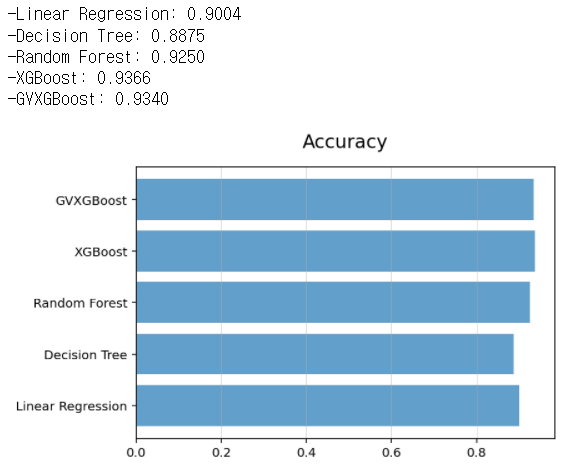 -Linear Regression: 0.9004
-Decision Tree: 0.8875
-Random Forest: 0.9250
-XGBoost: 0.9366
-GVXGBoost: 0.9340
Accuracy
GVXGBoost
XGBoost
Random Forest
Decision Tree
Linear Regression
0.0 0.2 0.4 0.6 0.8